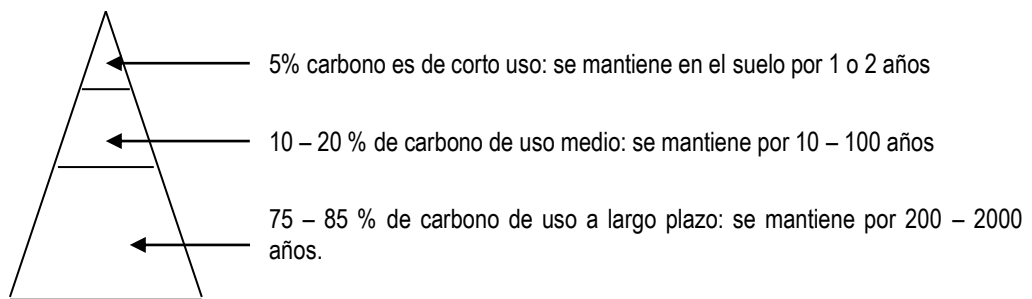 5% carbono es de corto uso: se mantiene en el suelo por 1 o 2 años
10 – 20 % de carbono de uso medio: se mantiene por 10 – 100 años
75 – 85 % de carbono de uso a largo plazo: se mantiene por 200 – 2000
años.